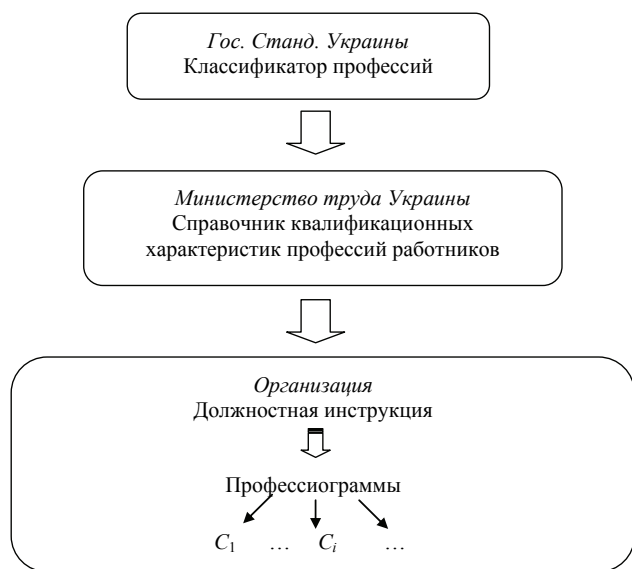 Гос. Станд. Украины
Классификатор профессий
Министерство труда Украины
Справочник квалификационных
характеристик профессий работников
Организация
Должностная инструкция
Профессиограммы
C₁ … Cᵢ …